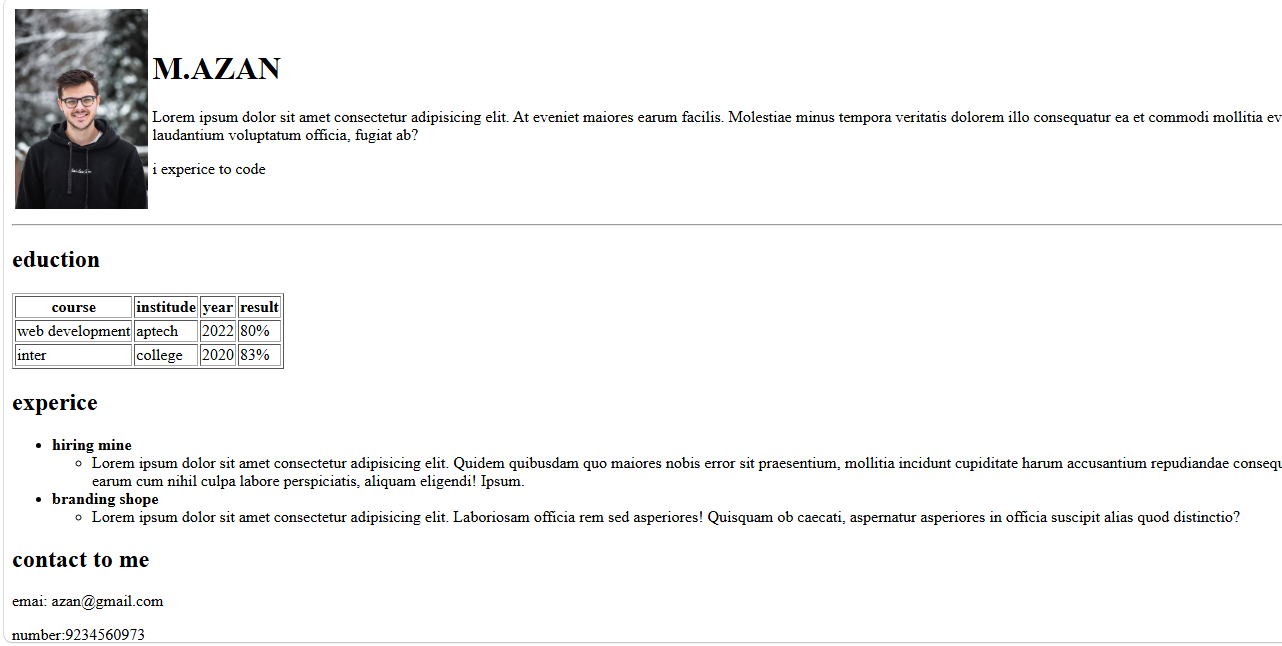 M.AZAN
Lorem ipsum dolor sit amet consectetur adipisicing elit. At eveniet maiores earum facilis. Molestiae minus tempora veritatis dolorem illo consequatur ea et commodi mollitia ev
laudantium voluptatum officia, fugiat ab?
i experice to code
eduction
course institude year result
web development aptech 2022 80%
inter college 2020 83%
experice
hiring mine
Lorem ipsum dolor sit amet consectetur adipisicing elit. Quidem quibusdam quo maiores nobis error sit praesentium, mollitia incidunt cupiditate harum accusantium repudiandae consequ
earum cum nihil culpa labore perspiciatis, aliquam eligendi! Ipsum.
branding shope
Lorem ipsum dolor sit amet consectetur adipisicing elit. Laboriosam officia rem sed asperiores! Quisquam ob caecati, aspernatur asperiores in officia suscipit alias quod distinctio?
contact to me
emai: azan@gmail.com
number:9234560973